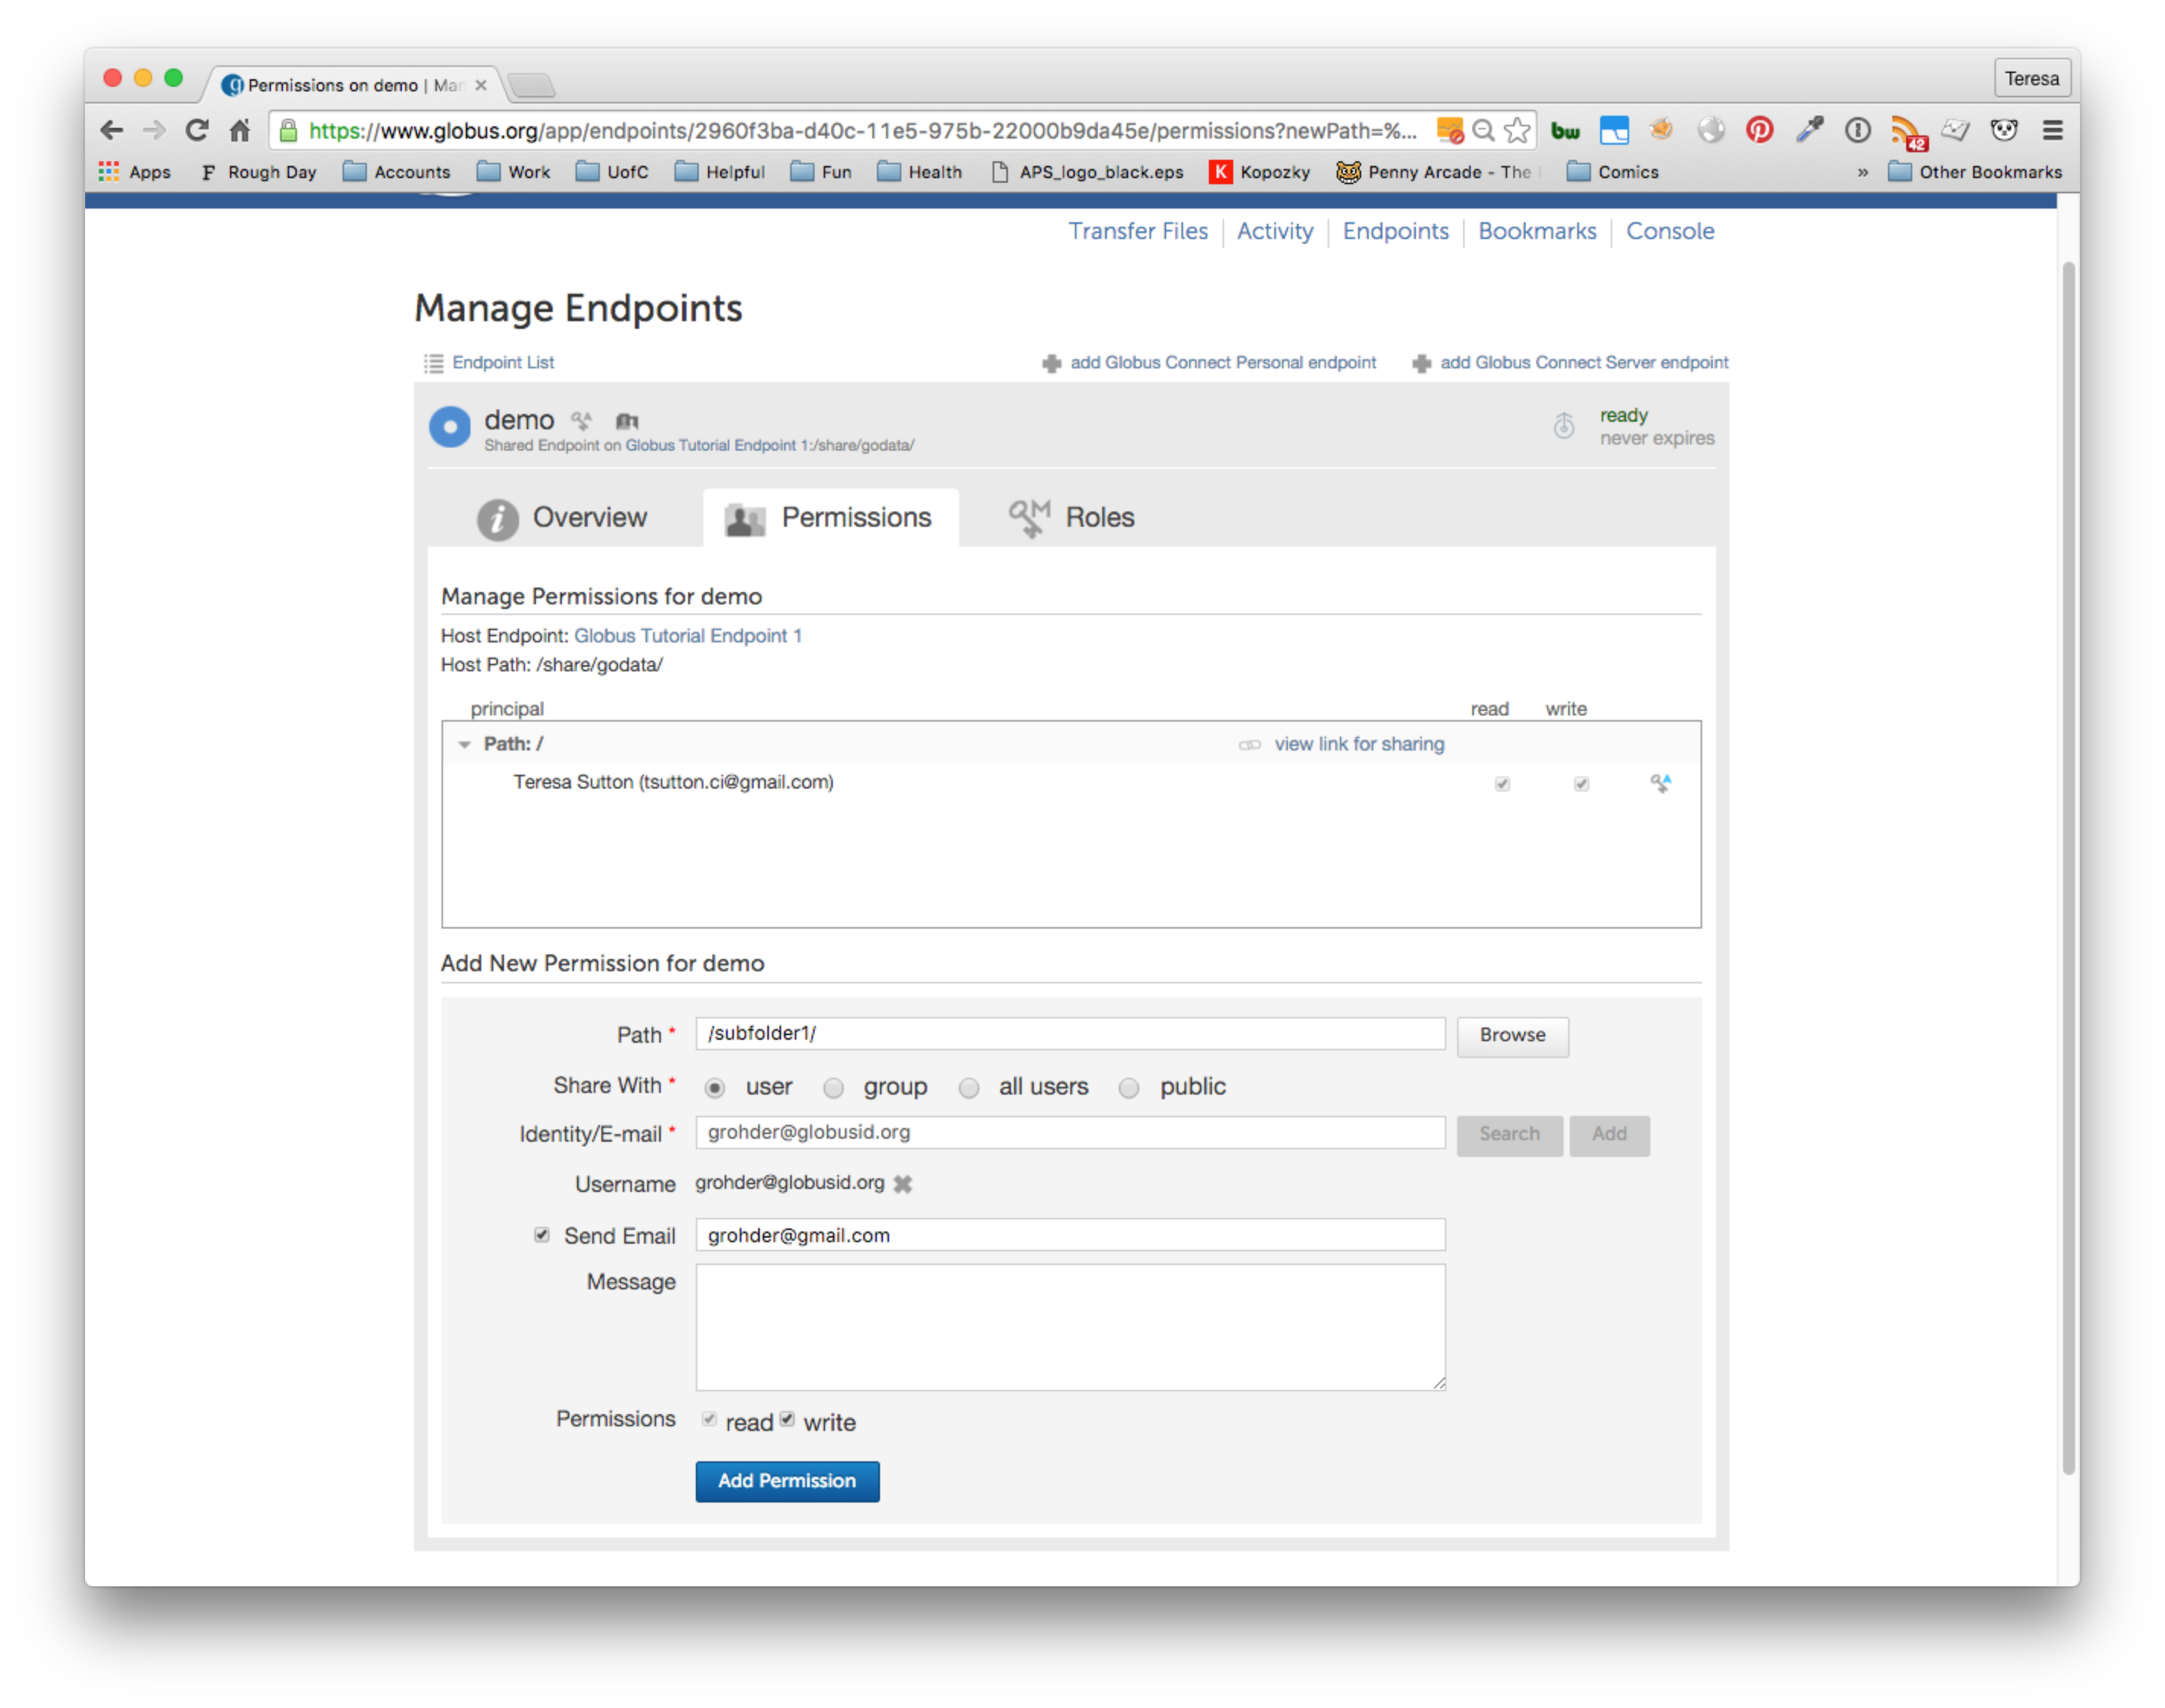 Permissions on demo | Mar
Teresa
https://www.globus.org/app/endpoints/2960f3ba-d40c-11e5-975b-22000b9da45e/permissions?newPath=%...
bw
42
Apps Rough Day Accounts Work UofC Helpful Fun Health APS_logo_black.eps K Kopozky Penny Arcade - The Comics » Other Bookmarks
Transfer Files Activity Endpoints Bookmarks Console
Manage Endpoints
Endpoint List add Globus Connect Personal endpoint add Globus Connect Server endpoint
demo
Shared Endpoint on Globus Tutorial Endpoint 1:/share/godata/
ready
never expires
Overview Permissions Roles
Manage Permissions for demo
Host Endpoint: Globus Tutorial Endpoint 1
Host Path: /share/godata/
principal read write
Path: / view link for sharing
Teresa Sutton (tsutton.ci@gmail.com)
Add New Permission for demo
Path * /subfolder1/ Browse
Share With * user group all users public
Identity/E-mail * grohder@globusid.org Search Add
Username grohder@globusid.org
Send Email grohder@gmail.com
Message
Permissions read write
Add Permission